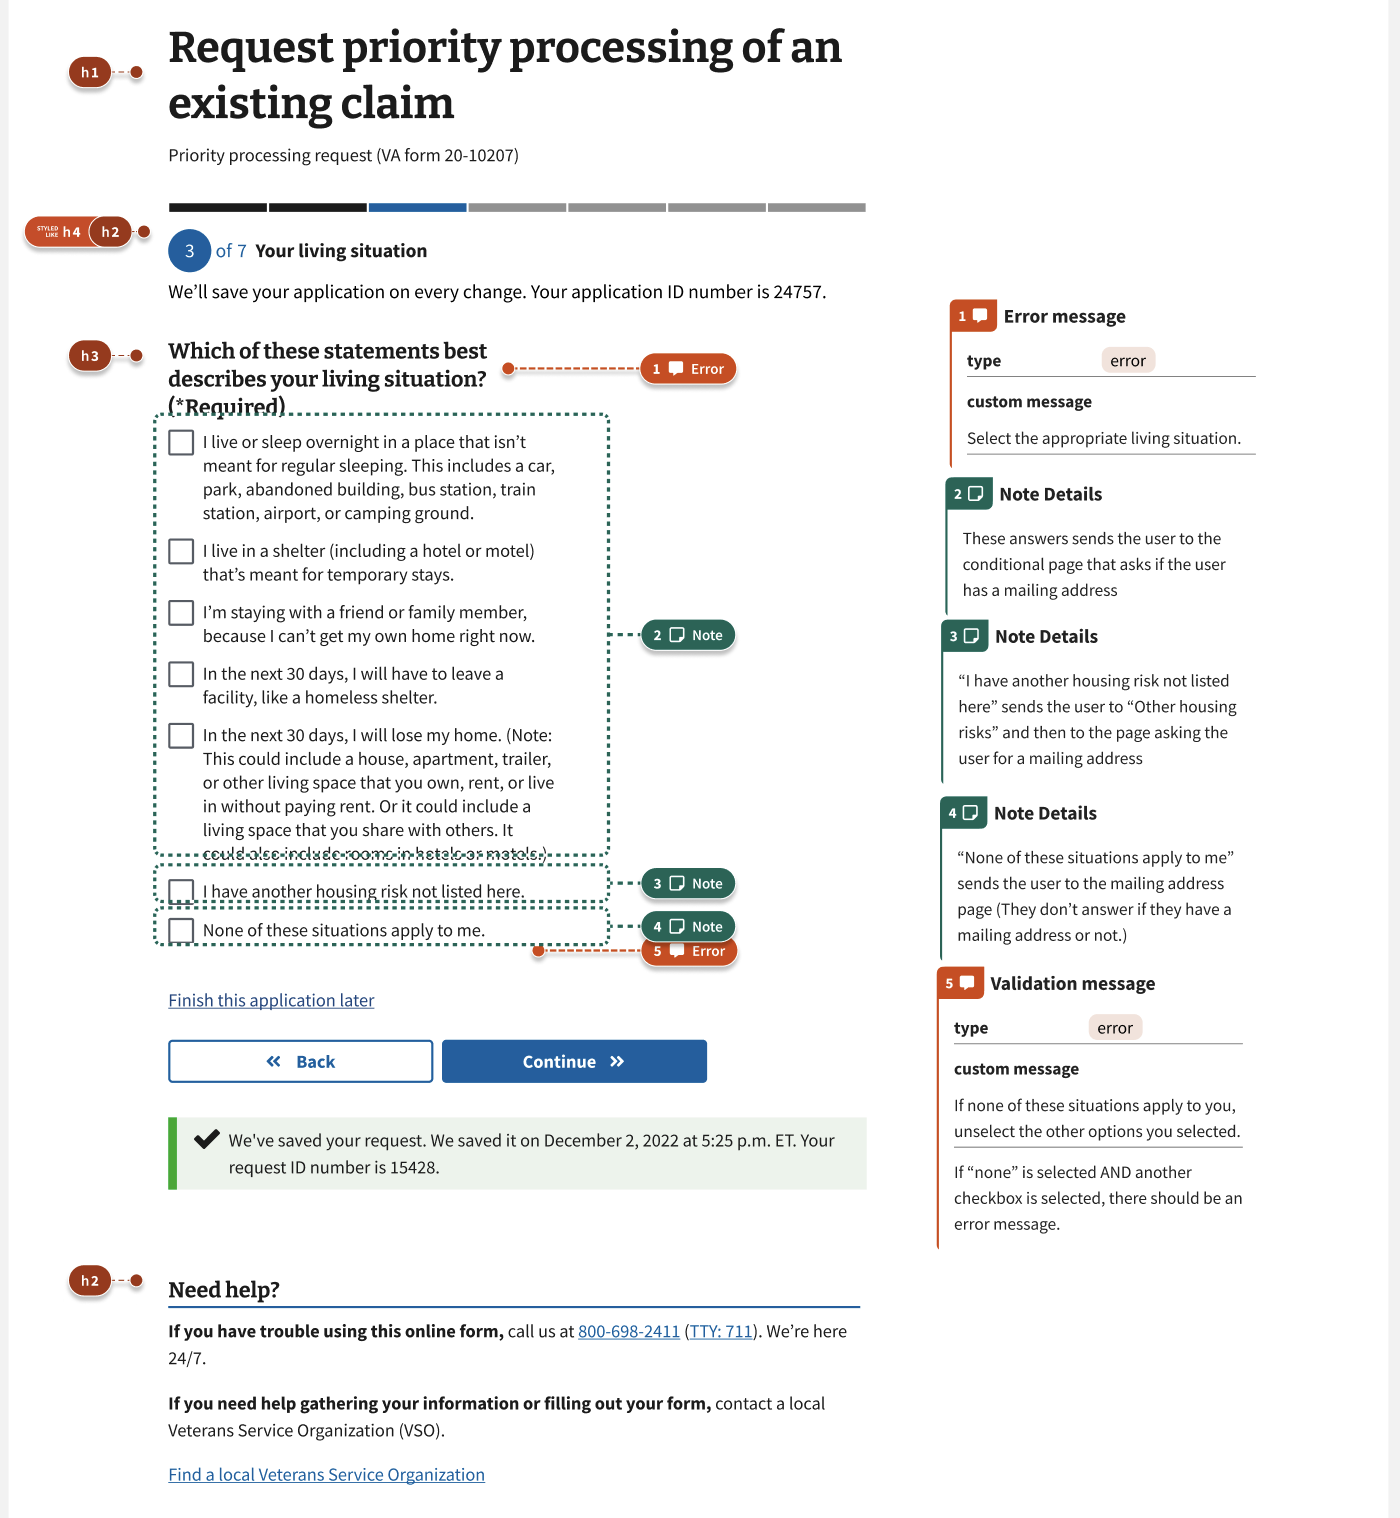 h1
Request priority processing of an
existing claim
Priority processing request (VA form 20-10207)
STYLED
LIKE
h4
h2
3 of 7 Your living situation
We’ll save your application on every change. Your application ID number is 24757.
h3
Which of these statements best
describes your living situation?
(*Required)
1 Error
I live or sleep overnight in a place that isn’t
meant for regular sleeping. This includes a car,
park, abandoned building, bus station, train
station, airport, or camping ground.
I live in a shelter (including a hotel or motel)
that’s meant for temporary stays.
I’m staying with a friend or family member,
because I can’t get my own home right now.
2 Note
In the next 30 days, I will have to leave a
facility, like a homeless shelter.
In the next 30 days, I will lose my home. (Note:
This could include a house, apartment, trailer,
or other living space that you own, rent, or live
in without paying rent. Or it could include a
living space that you share with others. It
could also include rooms in hotels or motels.)
I have another housing risk not listed here.
3 Note
None of these situations apply to me.
4 Note
5 Error
Finish this application later
Back
Continue
We've saved your request. We saved it on December 2, 2022 at 5:25 p.m. ET. Your
request ID number is 15428.
h2
Need help?
If you have trouble using this online form, call us at 800-698-2411 (TTY: 711). We’re here
24/7.
If you need help gathering your information or filling out your form, contact a local
Veterans Service Organization (VSO).
Find a local Veterans Service Organization
1 Error message
type error
custom message
Select the appropriate living situation.
2 Note Details
These answers sends the user to the
conditional page that asks if the user
has a mailing address
3 Note Details
“I have another housing risk not listed
here” sends the user to “Other housing
risks” and then to the page asking the
user for a mailing address
4 Note Details
“None of these situations apply to me”
sends the user to the mailing address
page (They don’t answer if they have a
mailing address or not.)
5 Validation message
type error
custom message
If none of these situations apply to you,
unselect the other options you selected.
If “none” is selected AND another
checkbox is selected, there should be an
error message.